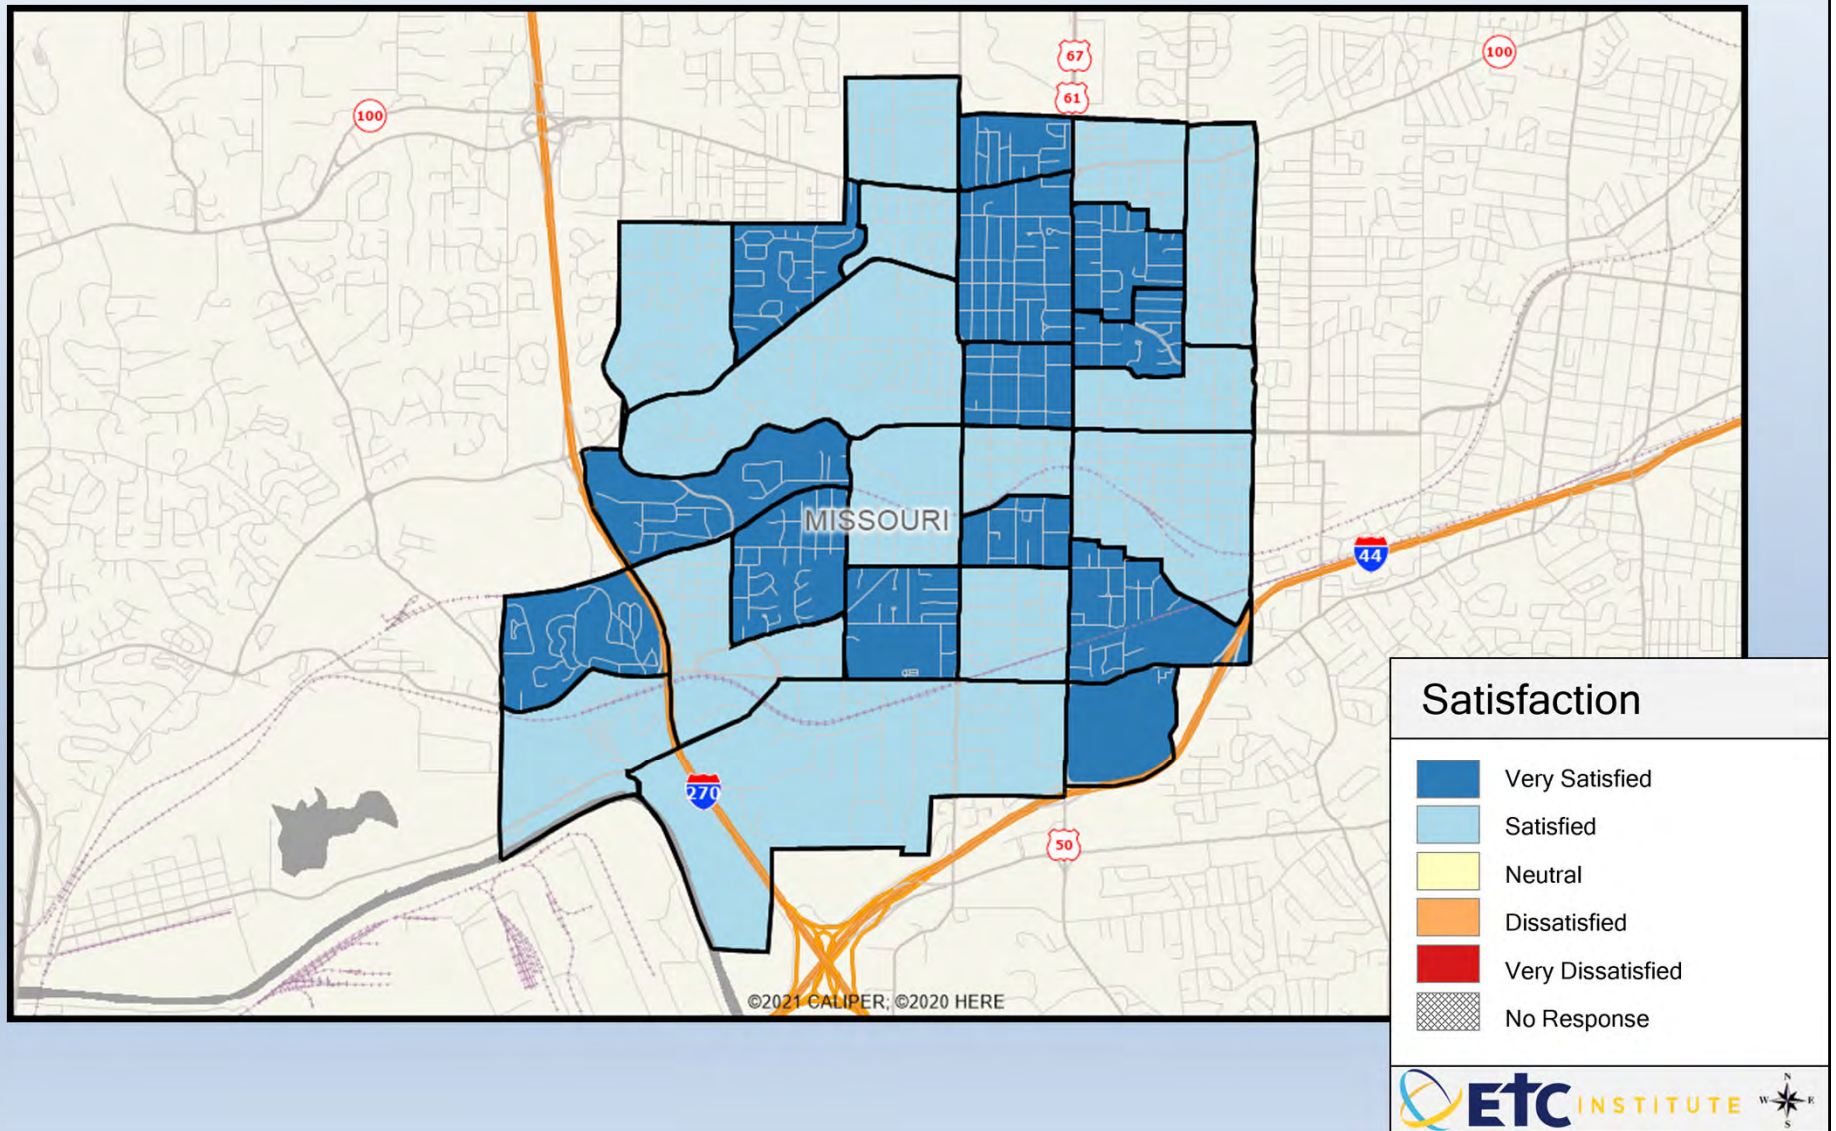 67
61
100
100
MISSOURI
44
270
50
©2021 CALIPER; ©2020 HERE
Satisfaction
Very Satisfied
Satisfied
Neutral
Dissatisfied
Very Dissatisfied
No Response
ETC INSTITUTE
N
W E
S